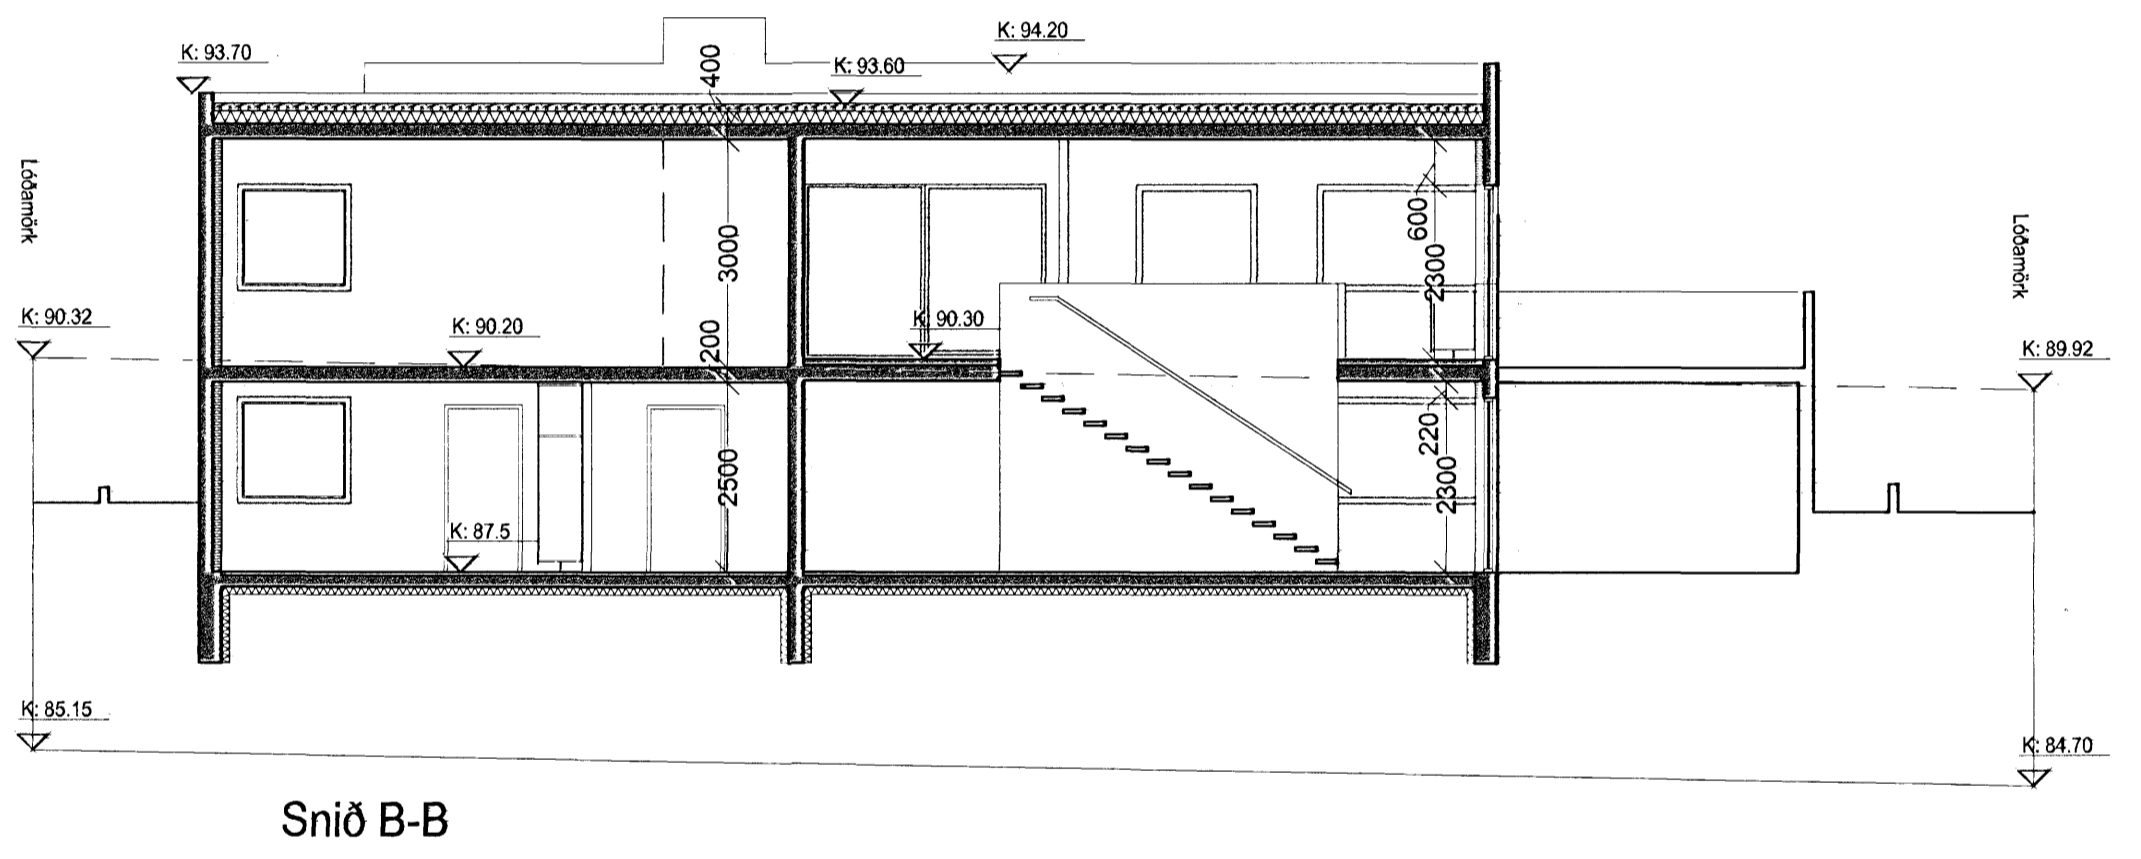 K: 94.20
K: 93.70
400
K: 93.60
Lóðamörk
Lóðamörk
600
3000
2300
K: 90.32
K: 90.20
K: 90.30
200
K: 89.92
220
2500
2300
K: 87.5
K: 85.15
K: 84.70
Snið B-B